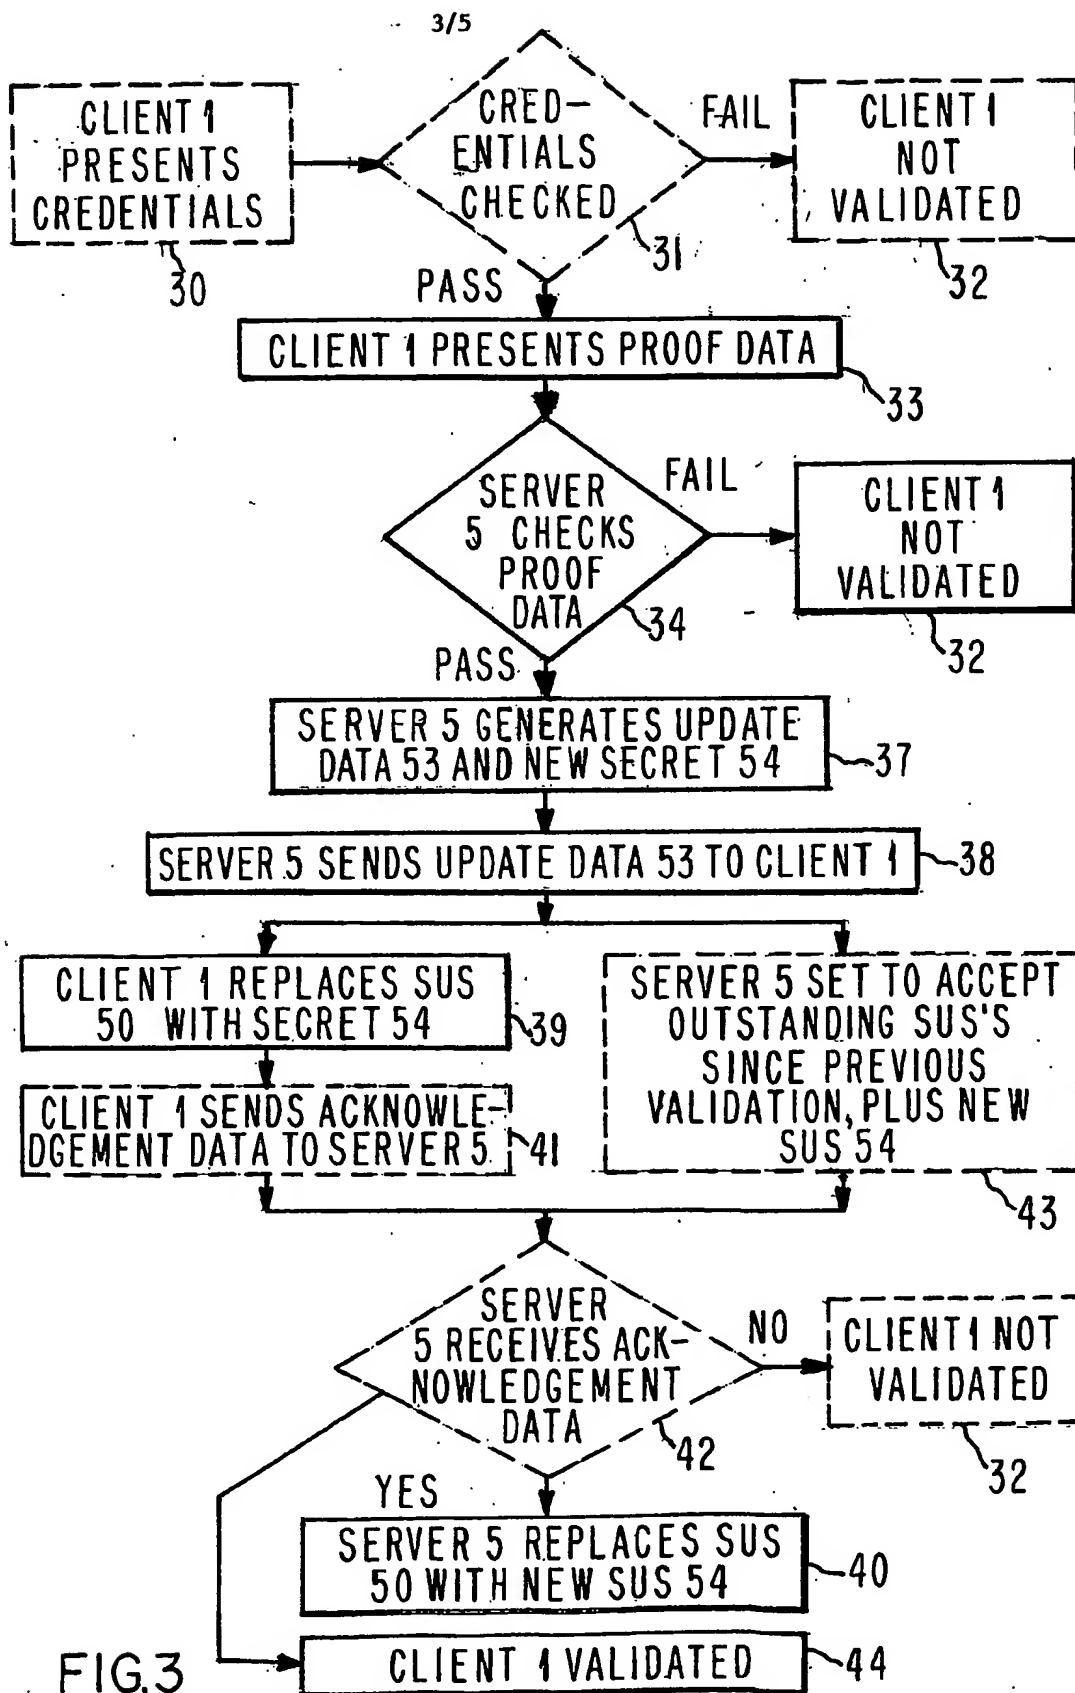 3/5
CLIENT 1
PRESENTS
CREDENTIALS
30
CRED-
ENTIALS
CHECKED
31
FAIL
CLIENT 1
NOT
VALIDATED
32
PASS
CLIENT 1 PRESENTS PROOF DATA
33
SERVER
5 CHECKS
PROOF
DATA
34
FAIL
CLIENT 1
NOT
VALIDATED
32
PASS
SERVER 5 GENERATES UPDATE
DATA 53 AND NEW SECRET 54
37
SERVER 5 SENDS UPDATE DATA 53 TO CLIENT 1
38
CLIENT 1 REPLACES SUS
50 WITH SECRET 54
39
CLIENT 1 SENDS ACKNOWLE-
DGEMENT DATA TO SERVER 5
41
SERVER 5 SET TO ACCEPT
OUTSTANDING SUS'S
SINCE PREVIOUS
VALIDATION, PLUS NEW
SUS 54
43
SERVER
5 RECEIVES ACK-
NOWLEDGEMENT
DATA
42
NO
CLIENT 1 NOT
VALIDATED
32
YES
SERVER 5 REPLACES SUS
50 WITH NEW SUS 54
40
CLIENT 1 VALIDATED
44
FIG.3